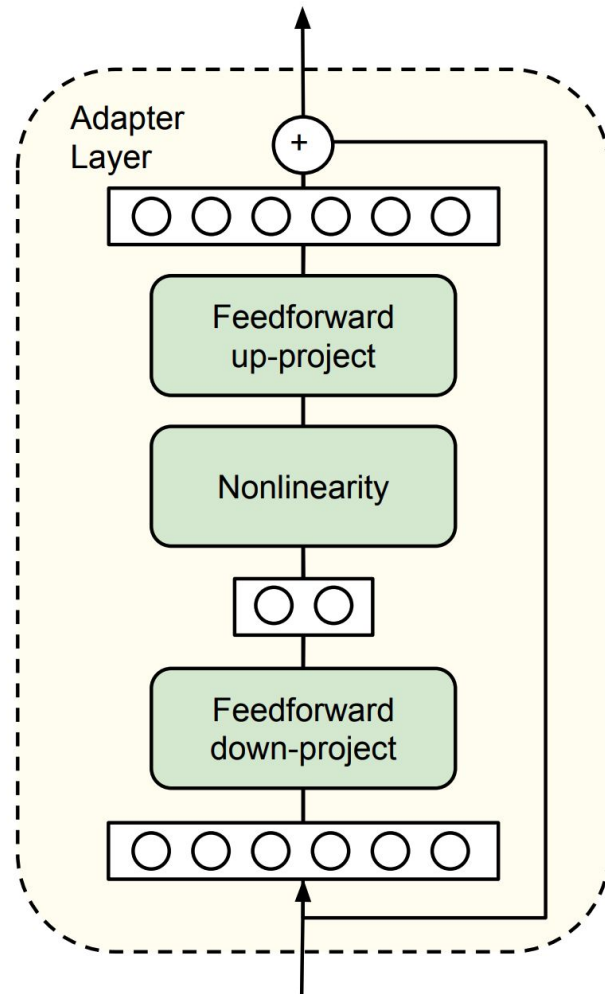 Adapter
Layer
+
Feedforward
up-project
Nonlinearity
Feedforward
down-project